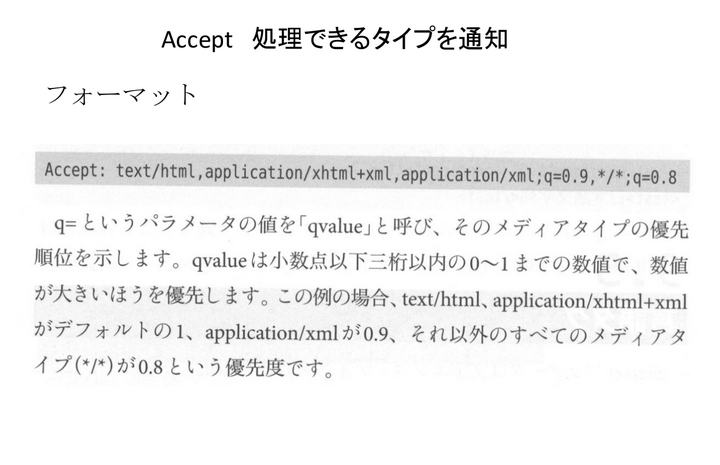 Accept 処理できるタイプを通知
フォーマット
Accept: text/html,application/xhtml+xml,application/xml;q=0.9,*/*;q=0.8
q=というパラメータの値を「qvalue」と呼び、そのメディアタイプの優先
順位を示します。qvalueは小数点以下三桁以内の0〜1までの数値で、数値
が大きいほうを優先します。この例の場合、text/html、application/xhtml+xml
がデフォルトの1、application/xmlが0.9、それ以外のすべてのメディアタ
イプ(*/*)が0.8という優先度です。